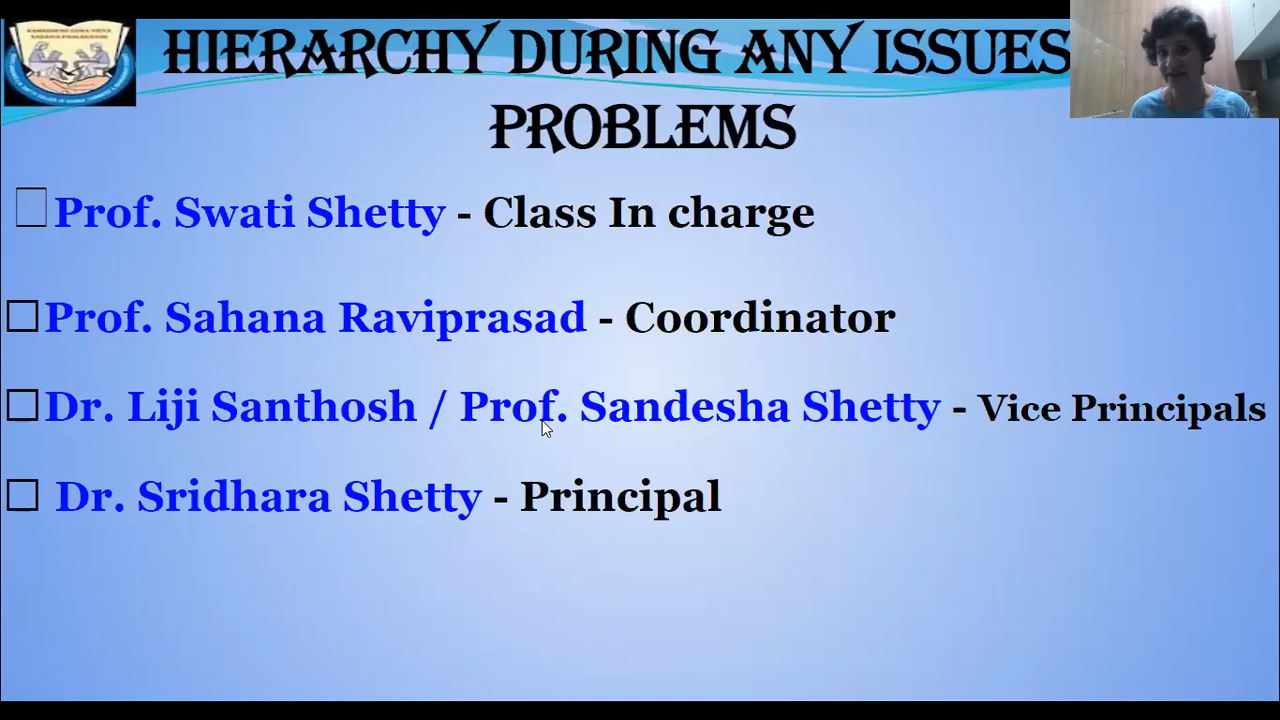 HIERARCHY DURING ANY ISSUES
PROBLEMS
Prof. Swati Shetty - Class In charge
Prof. Sahana Raviprasad - Coordinator
Dr. Liji Santhosh / Prof. Sandesha Shetty - Vice Principals
Dr. Sridhara Shetty - Principal